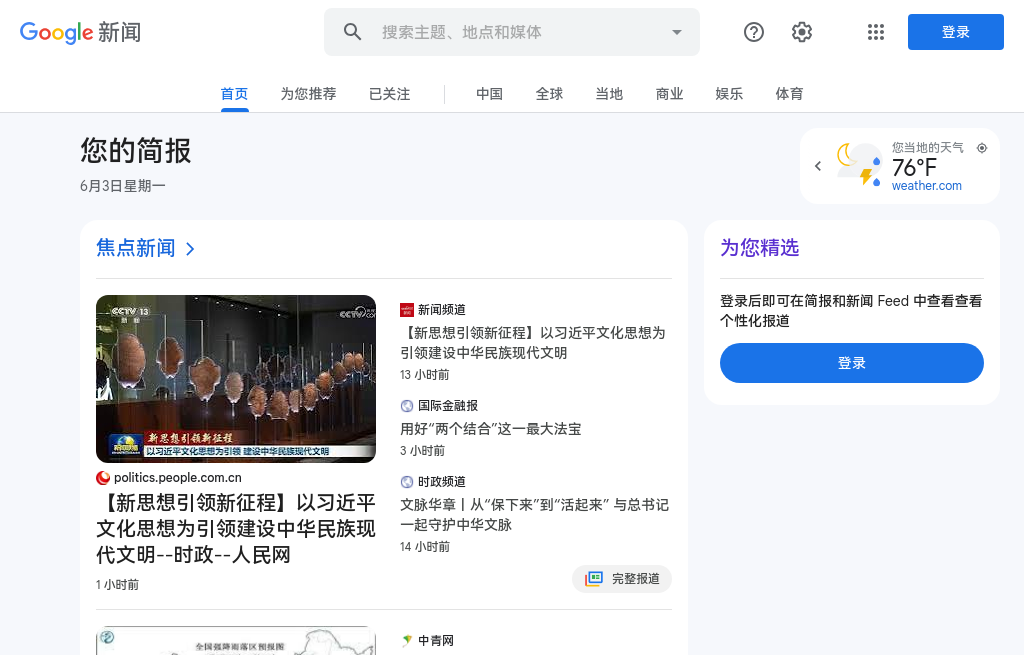 Google 新闻
搜索主题、地点和媒体
登录
首页
为您推荐
已关注
中国
全球
当地
商业
娱乐
体育
您的简报
6月3日星期一
您当地的天气
76°F
weather.com
焦点新闻
CCTV 13
新闻
新思想引领新征程
以习近平文化思想为引领 建设中华民族现代文明
politics.people.com.cn
【新思想引领新征程】以习近平
文化思想为引领建设中华民族现
代文明--时政--人民网
1 小时前
新闻频道
【新思想引领新征程】以习近平文化思想为
引领建设中华民族现代文明
13 小时前
国际金融报
用好“两个结合”这一最大法宝
3 小时前
时政频道
文脉华章丨从“保下来”到“活起来” 与总书记
一起守护中华文脉
14 小时前
完整报道
为您精选
登录后即可在简报和新闻 Feed 中查看查看
个性化报道
登录
全国强降雨落区预报图
中青网